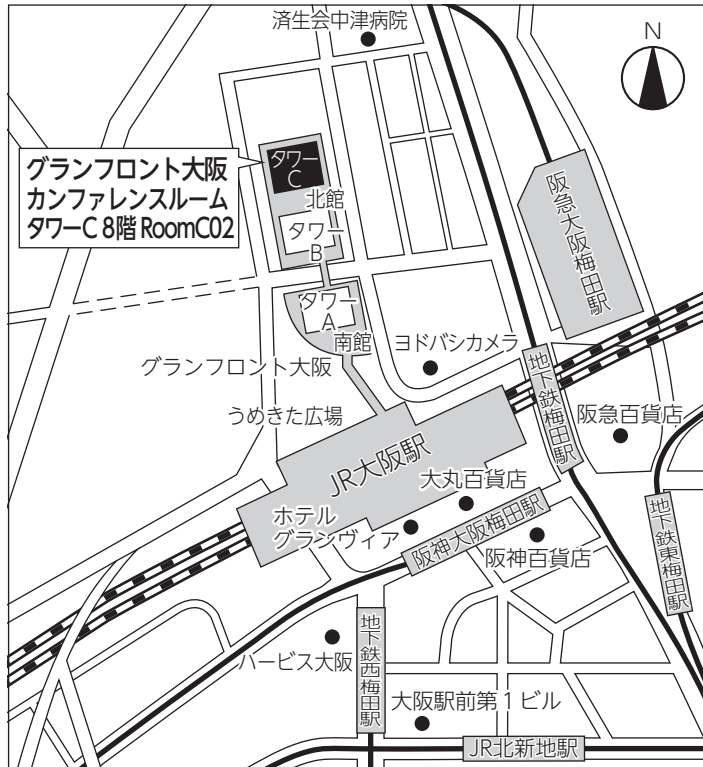 済生会中津病院
N
グランフロント大阪
カンファレンスルーム
タワーC 8階 RoomC02
タワー
C
北館
タワー
B
タワー
A
南館
阪急大阪梅田駅
グランフロント大阪
ヨドバシカメラ
地下鉄梅田駅
うめきた広場
阪急百貨店
JR大阪駅
大丸百貨店
ホテル
グランヴィア
阪神大阪梅田駅
阪神百貨店
地下鉄東梅田駅
地下鉄西梅田駅
ハービス大阪
大阪駅前第1ビル
JR北新地駅